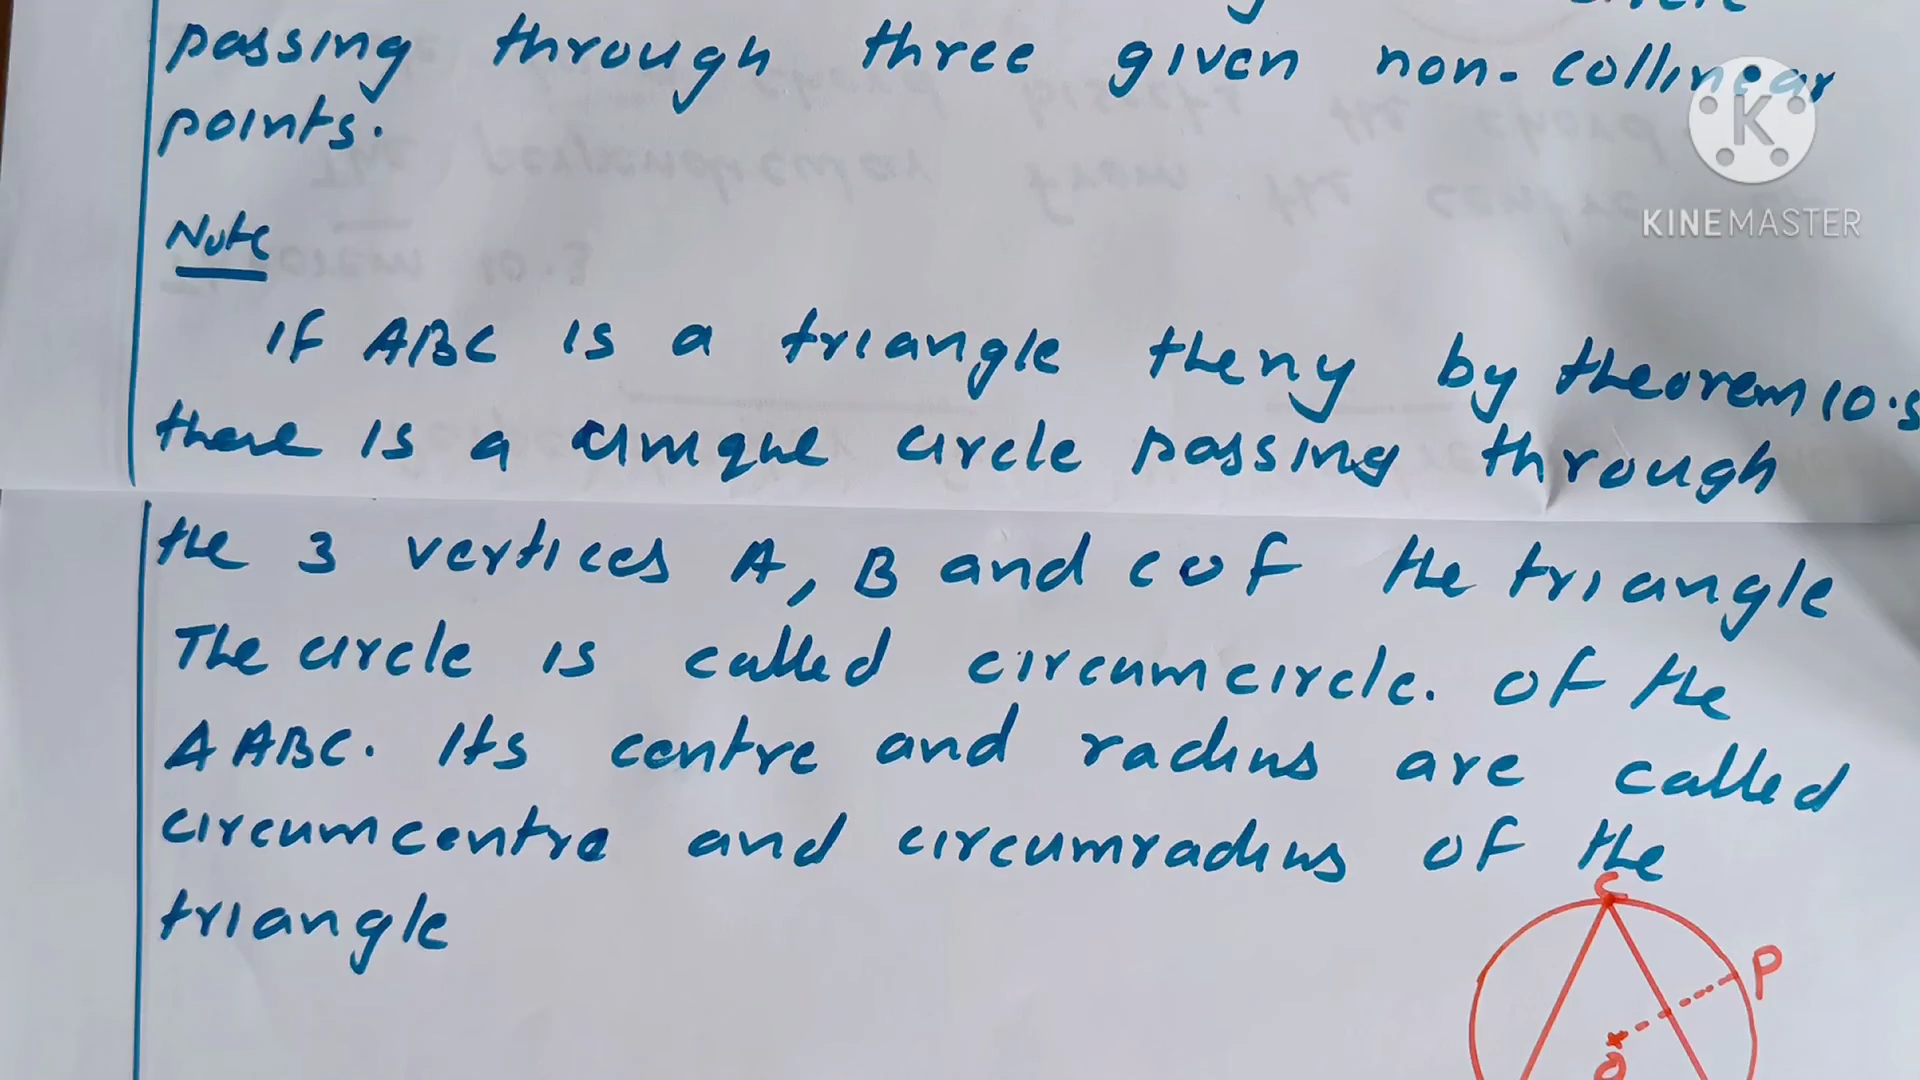 passing through three given non-collinear
points.
Note
If ABC is a triangle theny by theorem 10.5
there is a unique circle passing through
the 3 vertices A, B and C of the triangle
The circle is called circumcircle. of the
Δ ABC. Its centre and radius are called
circumcentre and circumradius of the
triangle
C
P
O
K
KINEMASTER